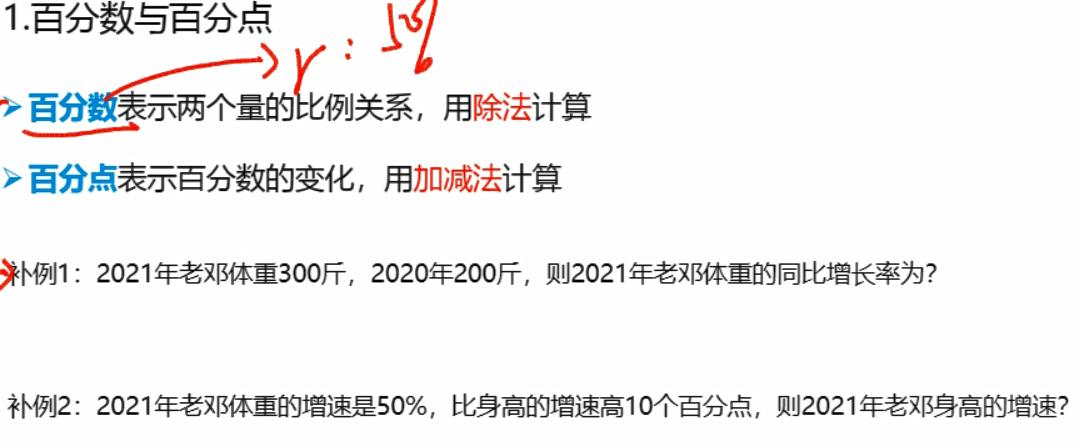 1.百分数与百分点
r:5%
➢百分数表示两个量的比例关系，用除法计算
➢百分点表示百分数的变化，用加减法计算
补例1：2021年老邓体重300斤，2020年200斤，则2021年老邓体重的同比增长率为?
补例2：2021年老邓体重的增速是50%，比身高的增速高10个百分点，则2021年老邓身高的增速?